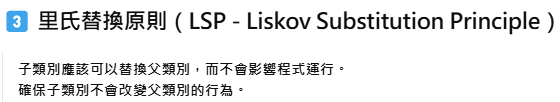 3 里氏替換原則（LSP - Liskov Substitution Principle）
子類別應該可以替換父類別，而不會影響程式運行。
確保子類別不會改變父類別的行為。